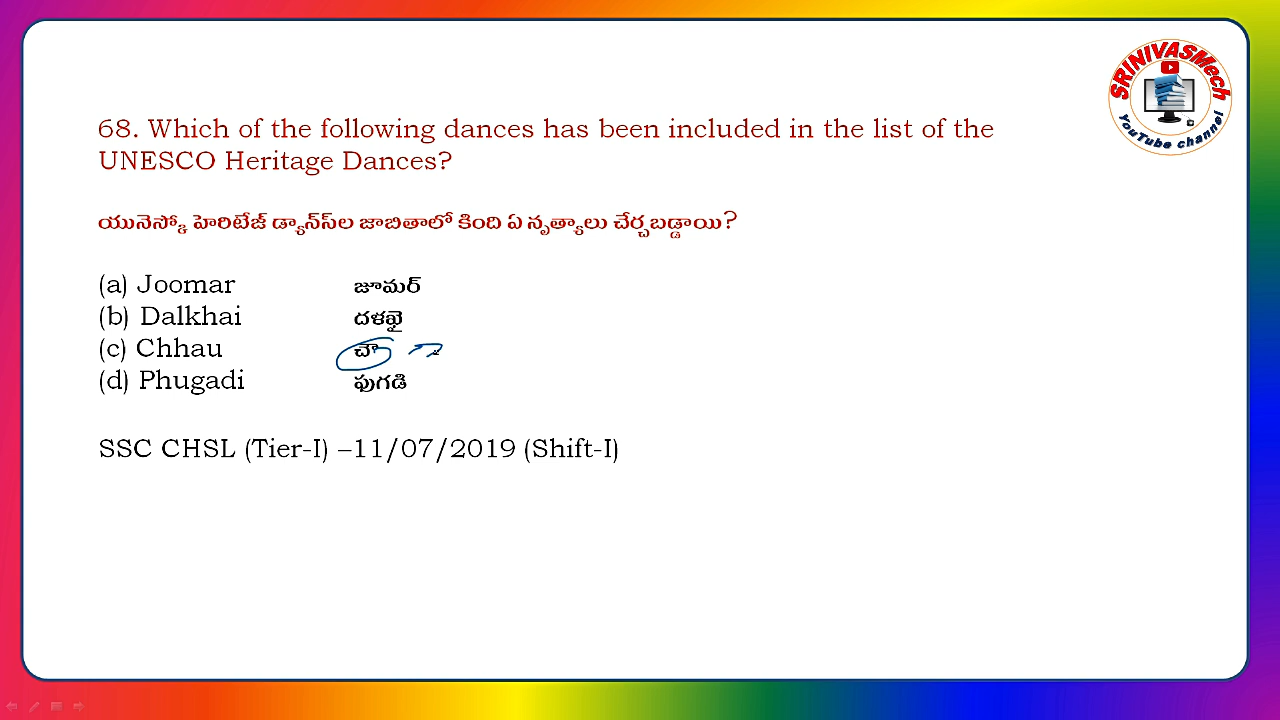 SRINIVASMech
YouTube channel
68. Which of the following dances has been included in the list of the
UNESCO Heritage Dances?
యునెస్కో హెరిటేజ్ డ్యాన్స్‌ల జాబితాలో కింది ఏ నృత్యాలు చేర్చబడ్డాయి?
(a) Joomar జూమర్
(b) Dalkhai దళఖై
(c) Chhau చౌ
(d) Phugadi ఫుగడి
SSC CHSL (Tier-I) –11/07/2019 (Shift-I)